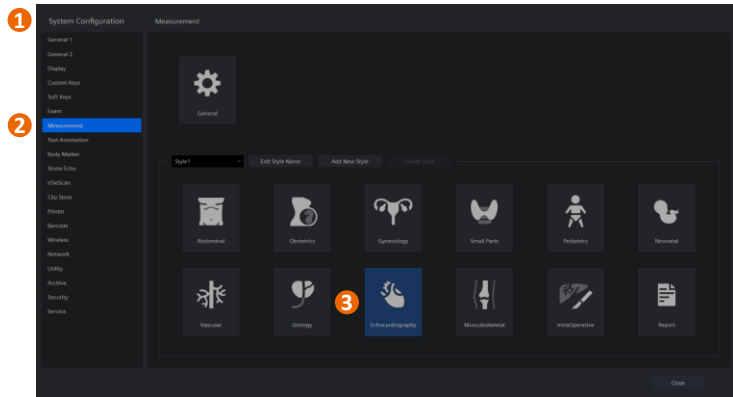 1
System Configuration
Measurement
General 1
General 2
Display
Custom Keys
Soft Keys
Exam
2
Measurement
Text Annotation
Body Marker
Stress Echo
eSieScan
Clip Store
Printer
Barcode
Wireless
Network
Utility
Archive
Security
Service
General
Style1
Edit Style Name
Add New Style
Delete Style
Abdominal
Obstetrics
Gynecology
Small Parts
Pediatrics
Neonatal
3
Vascular
Urology
Echocardiography
Musculoskeletal
IntraOperative
Report
Close